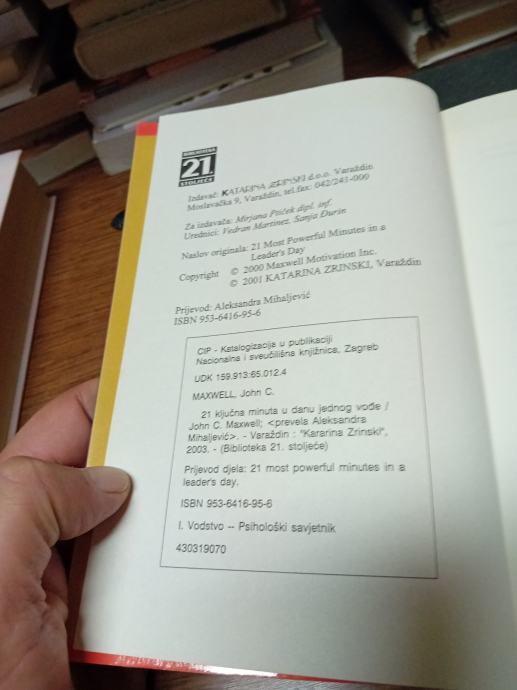 BIBLIOTEKA
21.
STOLJEĆE
Izdavač: KATARINA ZRINSKI d.o.o. Varaždin
Moslavačka 9, Varaždin, tel.fax: 042/241-000
Za izdavača: Mirjana Posček dipl. inf.
Urednici: Vedran Martinez, Sanja Đurin
Naslov originala: 21 Most Powerful Minutes in a
Leader's Day
Copyright © 2000 Maxwell Motivation Inc.
© 2001 KATARINA ZRINSKI, Varaždin
Prijevod: Aleksandra Mihaljević
ISBN 953-6416-95-6
CIP - Katalogizacija u publikaciji
Nacionalna i sveučilišna knjižnica, Zagreb
UDK 159.913:65.012.4
MAXWELL, John C.
21 ključna minuta u danu jednog vođe /
John C. Maxwell; <prevela Aleksandra
Mihaljević>. - Varaždin : "Kararina Zrinski",
2003. - (Biblioteka 21. stoljeće)
Prijevod djela: 21 most powerful minutes in a
leader's day.
ISBN 953-6416-95-6
I. Vodstvo -- Psihološki savjetnik
430319070